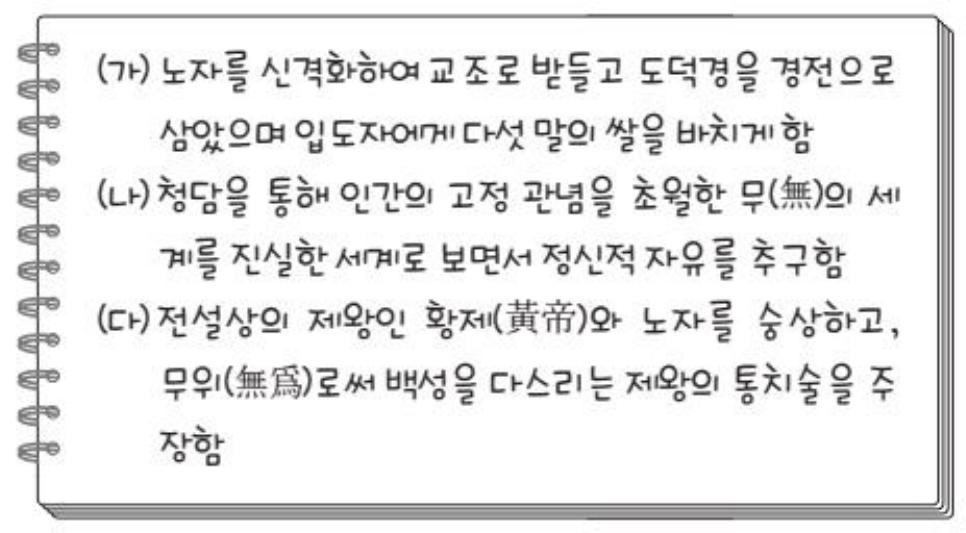 (가) 노자를 신격화하여 교조로 받들고 도덕경을 경전으로
삼았으며 입도자에게 다섯 말의 쌀을 바치게 함
(나) 청담을 통해 인간의 고정 관념을 초월한 무(無)의 세
계를 진실한 세계로 보면서 정신적 자유를 추구함
(다) 전설상의 제왕인 황제(黃帝)와 노자를 숭상하고,
무위(無爲)로써 백성을 다스리는 제왕의 통치술을 주
장함